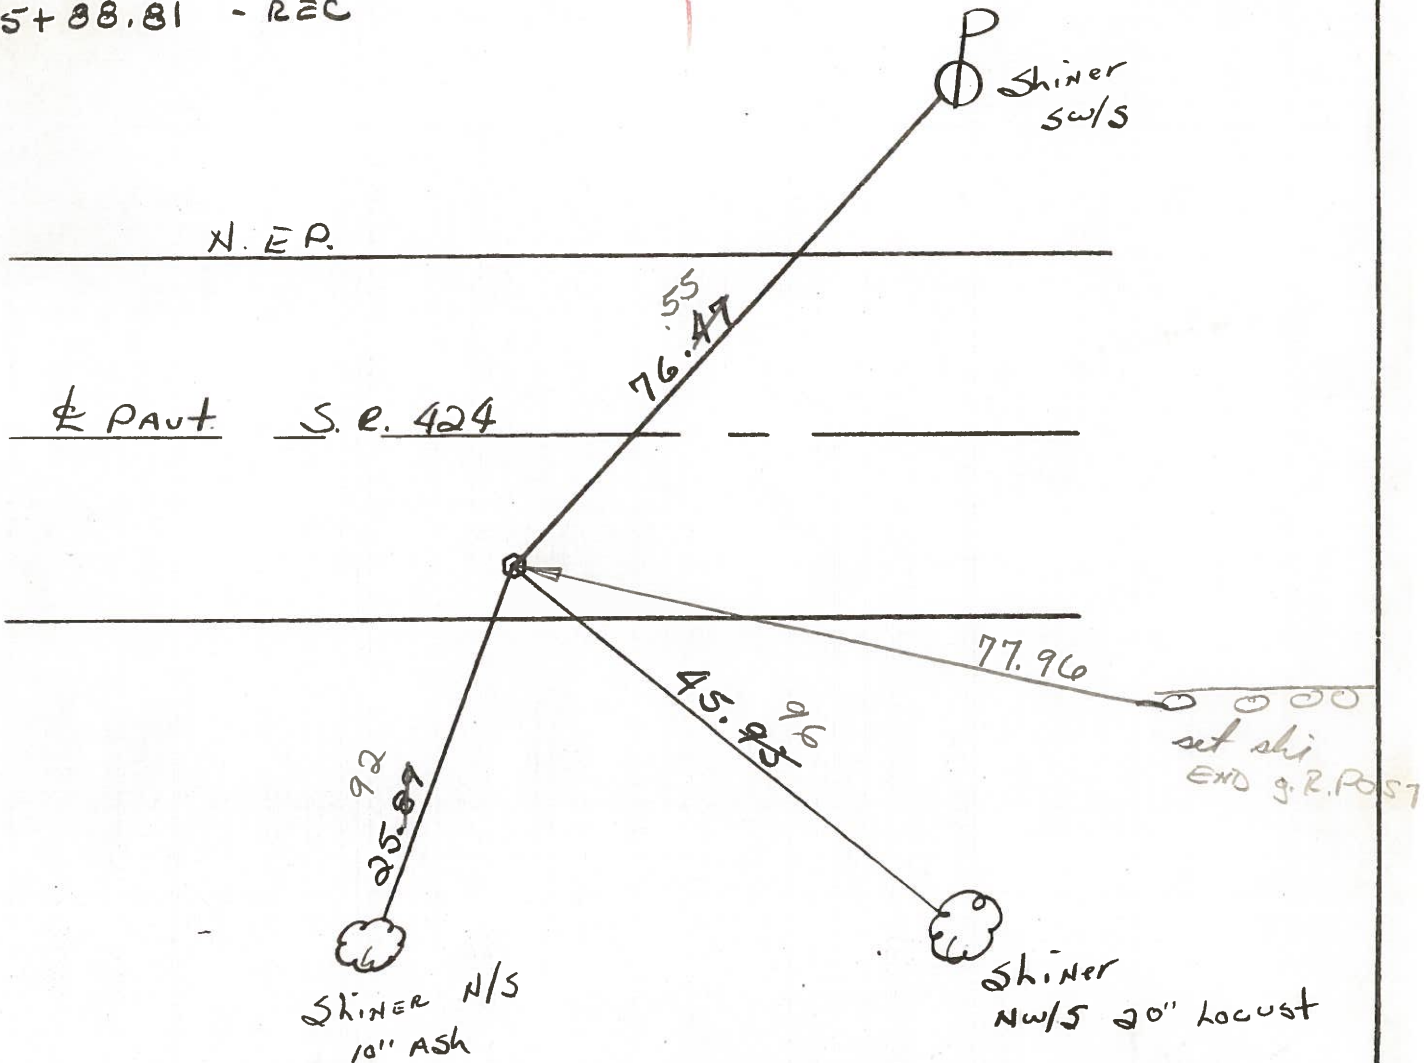 5+88.81 - REC
P
Shiner
SW/S
N. E P.
55
76.47
℄ PAVt. S.R. 424
77.96
45.95
96
set shi
END g.R. POST
92
25.89
Shiner N/S
10" Ash
Shiner
NW/S 20" Locust